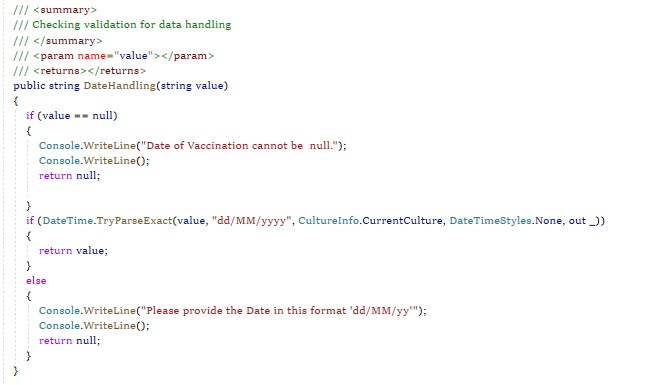 /// <summary>
/// Checking validation for data handling
/// </summary>
/// <param name="value"></param>
/// <returns></returns>
public string DateHandling(string value)
{
if (value == null)
{
Console.WriteLine("Date of Vaccination cannot be  null.");
Console.WriteLine();
return null;
}
if (DateTime.TryParseExact(value, "dd/MM/yyyy", CultureInfo.CurrentCulture, DateTimeStyles.None, out _))
{
return value;
}
else
{
Console.WriteLine("Please provide the Date in this format 'dd/MM/yy'");
Console.WriteLine();
return null;
}
}